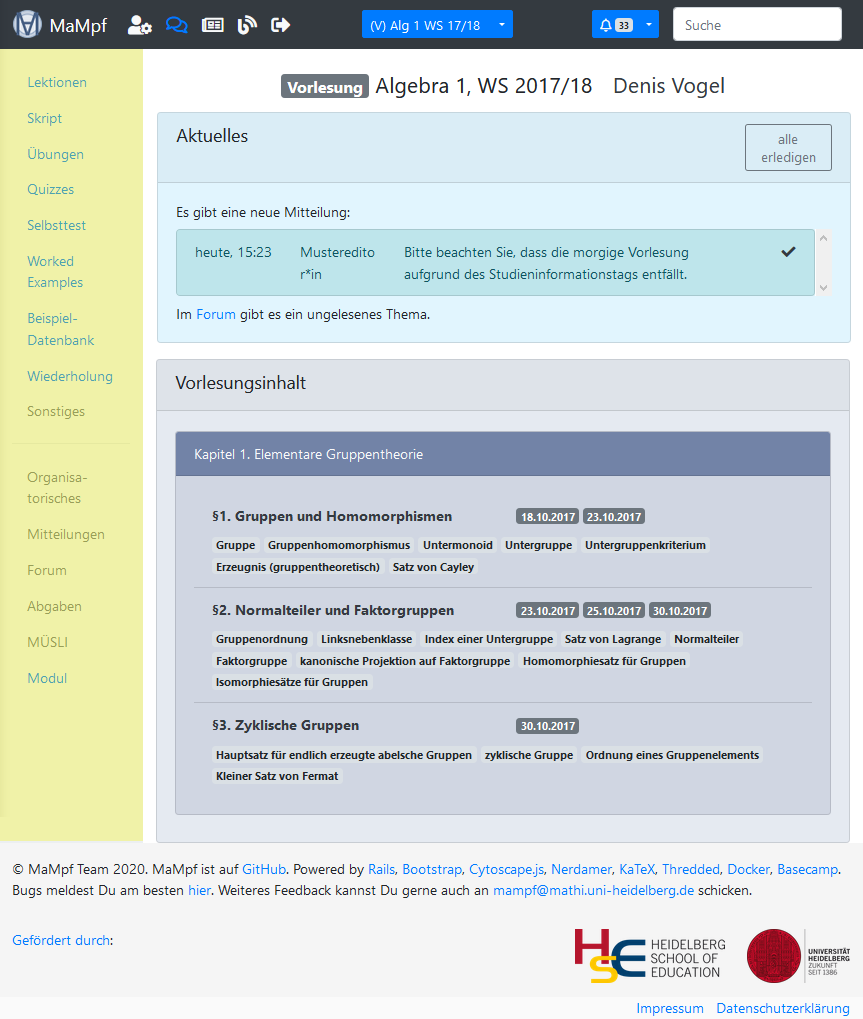 MaMpf (V) Alg 1 WS 17/18 33 Suche
Lektionen
Skript
Übungen
Quizzes
Selbsttest
Worked
Examples
Beispiel-
Datenbank
Wiederholung
Sonstiges
Organisa-
torisches
Mitteilungen
Forum
Abgaben
MÜSLI
Modul
Vorlesung Algebra 1, WS 2017/18 Denis Vogel
Aktuelles
alle
erledigen
Es gibt eine neue Mitteilung:
heute, 15:23 Musteredito Bitte beachten Sie, dass die morgige Vorlesung
r*in aufgrund des Studieninformationstags entfällt.
Im Forum gibt es ein ungelesenes Thema.
Vorlesungsinhalt
Kapitel 1. Elementare Gruppentheorie
§1. Gruppen und Homomorphismen 18.10.2017 23.10.2017
Gruppe Gruppenhomomorphismus Untermonoid Untergruppe Untergruppenkriterium
Erzeugnis (gruppentheoretisch) Satz von Cayley
§2. Normalteiler und Faktorgruppen 23.10.2017 25.10.2017 30.10.2017
Gruppenordnung Linksnebenklasse Index einer Untergruppe Satz von Lagrange Normalteiler
Faktorgruppe kanonische Projektion auf Faktorgruppe Homomorphiesatz für Gruppen
Isomorphiesätze für Gruppen
§3. Zyklische Gruppen 30.10.2017
Hauptsatz für endlich erzeugte abelsche Gruppen zyklische Gruppe Ordnung eines Gruppenelements
Kleiner Satz von Fermat
© MaMpf Team 2020. MaMpf ist auf GitHub. Powered by Rails, Bootstrap, Cytoscape.js, Nerdamer, KaTeX, Thredded, Docker, Basecamp.
Bugs meldest Du am besten hier. Weiteres Feedback kannst Du gerne auch an mampf@mathi.uni-heidelberg.de schicken.
Gefördert durch:
HSE
HEIDELBERG
SCHOOL OF
EDUCATION
UNIVERSITÄT
HEIDELBERG
ZUKUNFT
SEIT 1386
Impressum Datenschutzerklärung